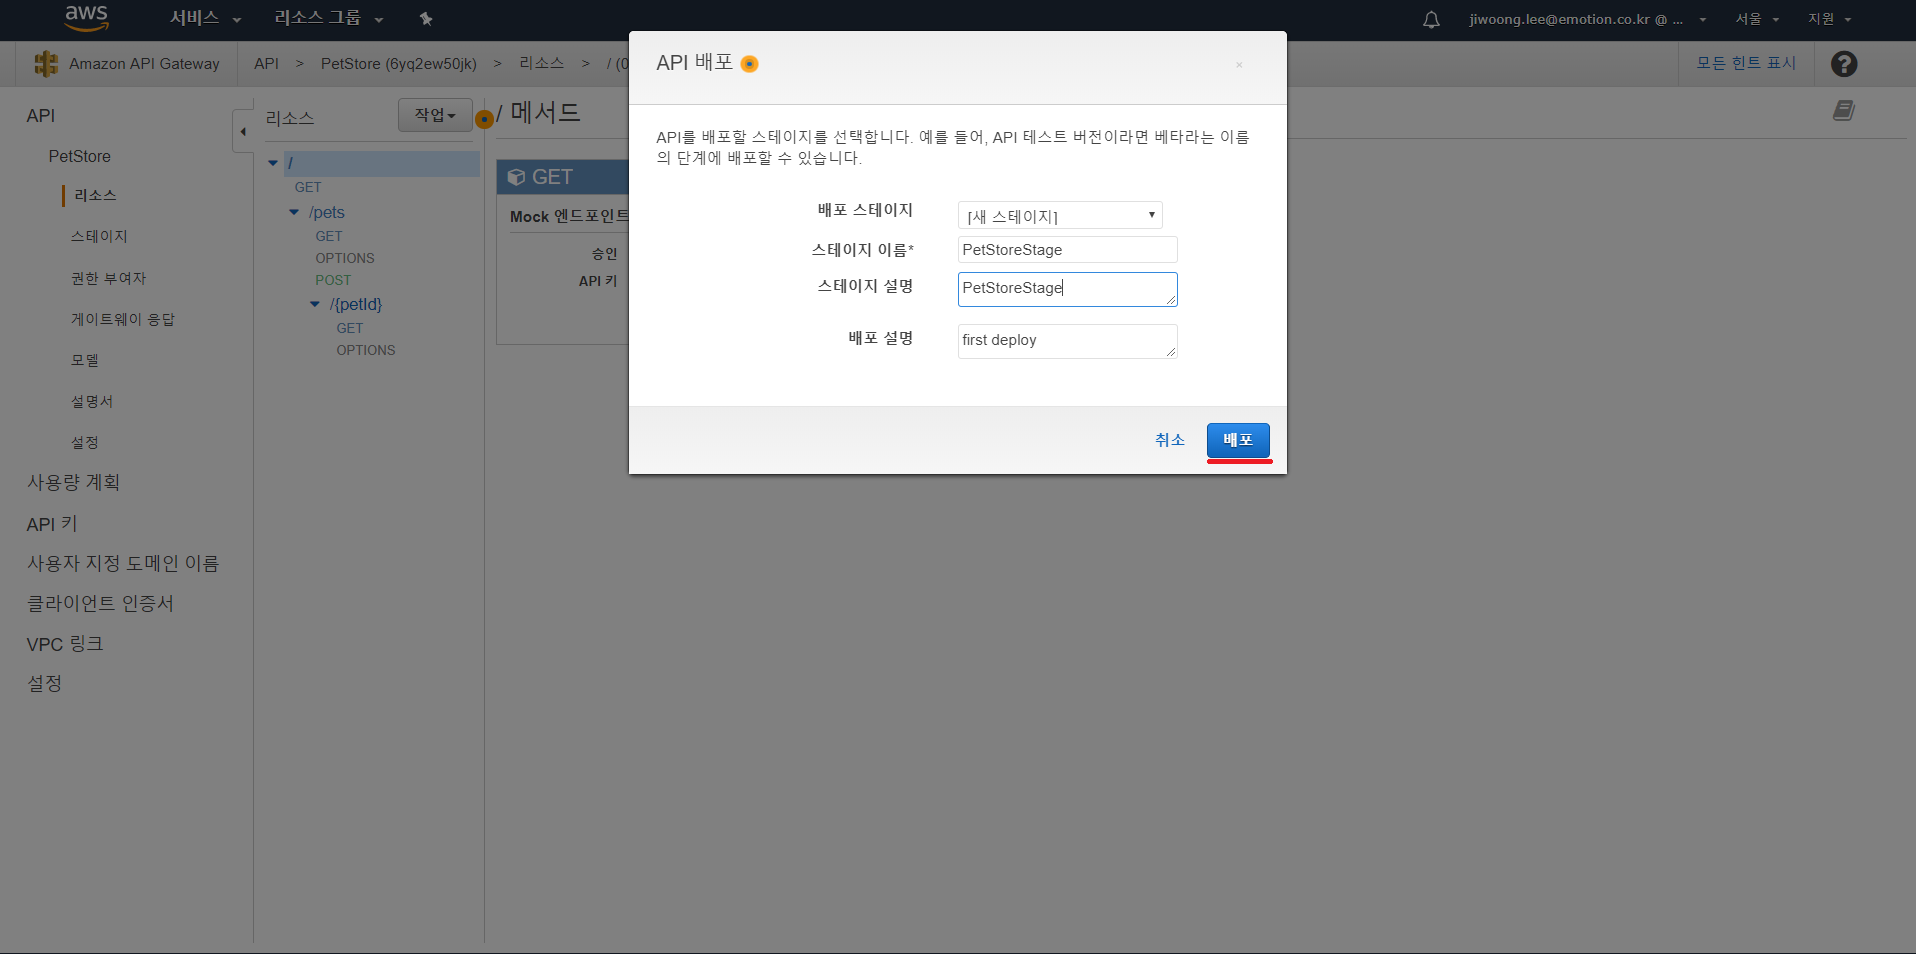 aws 서비스 리소스 그룹 jiwoong.lee@emotion.co.kr @ ... 서울 지원
Amazon API Gateway API > PetStore (6yq2ew50jk) > 리소스 > / (0 모든 힌트 표시 ?
API
PetStore
리소스
스테이지
권한 부여자
게이트웨이 응답
모델
설명서
설정
사용량 계획
API 키
사용자 지정 도메인 이름
클라이언트 인증서
VPC 링크
설정
리소스 작업
/
GET
/pets
GET
OPTIONS
POST
/{petId}
GET
OPTIONS
/ 메서드
GET
Mock 엔드포인트
승인
API 키
API 배포 ×
API를 배포할 스테이지를 선택합니다. 예를 들어, API 테스트 버전이라면 베타라는 이름
의 단계에 배포할 수 있습니다.
배포 스테이지 [새 스테이지]
스테이지 이름* PetStoreStage
스테이지 설명 PetStoreStage
배포 설명 first deploy
취소 배포